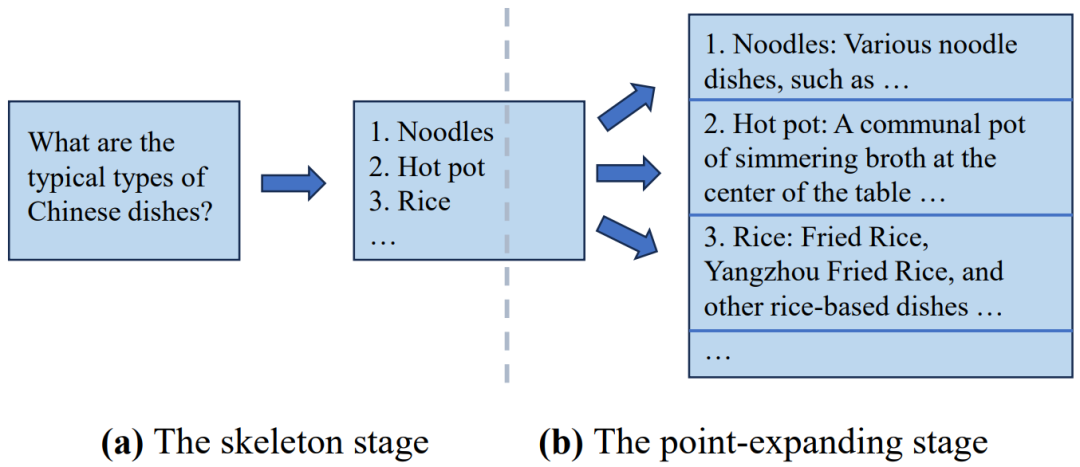 What are the
typical types of
Chinese dishes?
1. Noodles
2. Hot pot
3. Rice
…
1. Noodles: Various noodle
dishes, such as …
2. Hot pot: A communal pot
of simmering broth at the
center of the table …
3. Rice: Fried Rice,
Yangzhou Fried Rice, and
other rice-based dishes …
…
(a) The skeleton stage
(b) The point-expanding stage